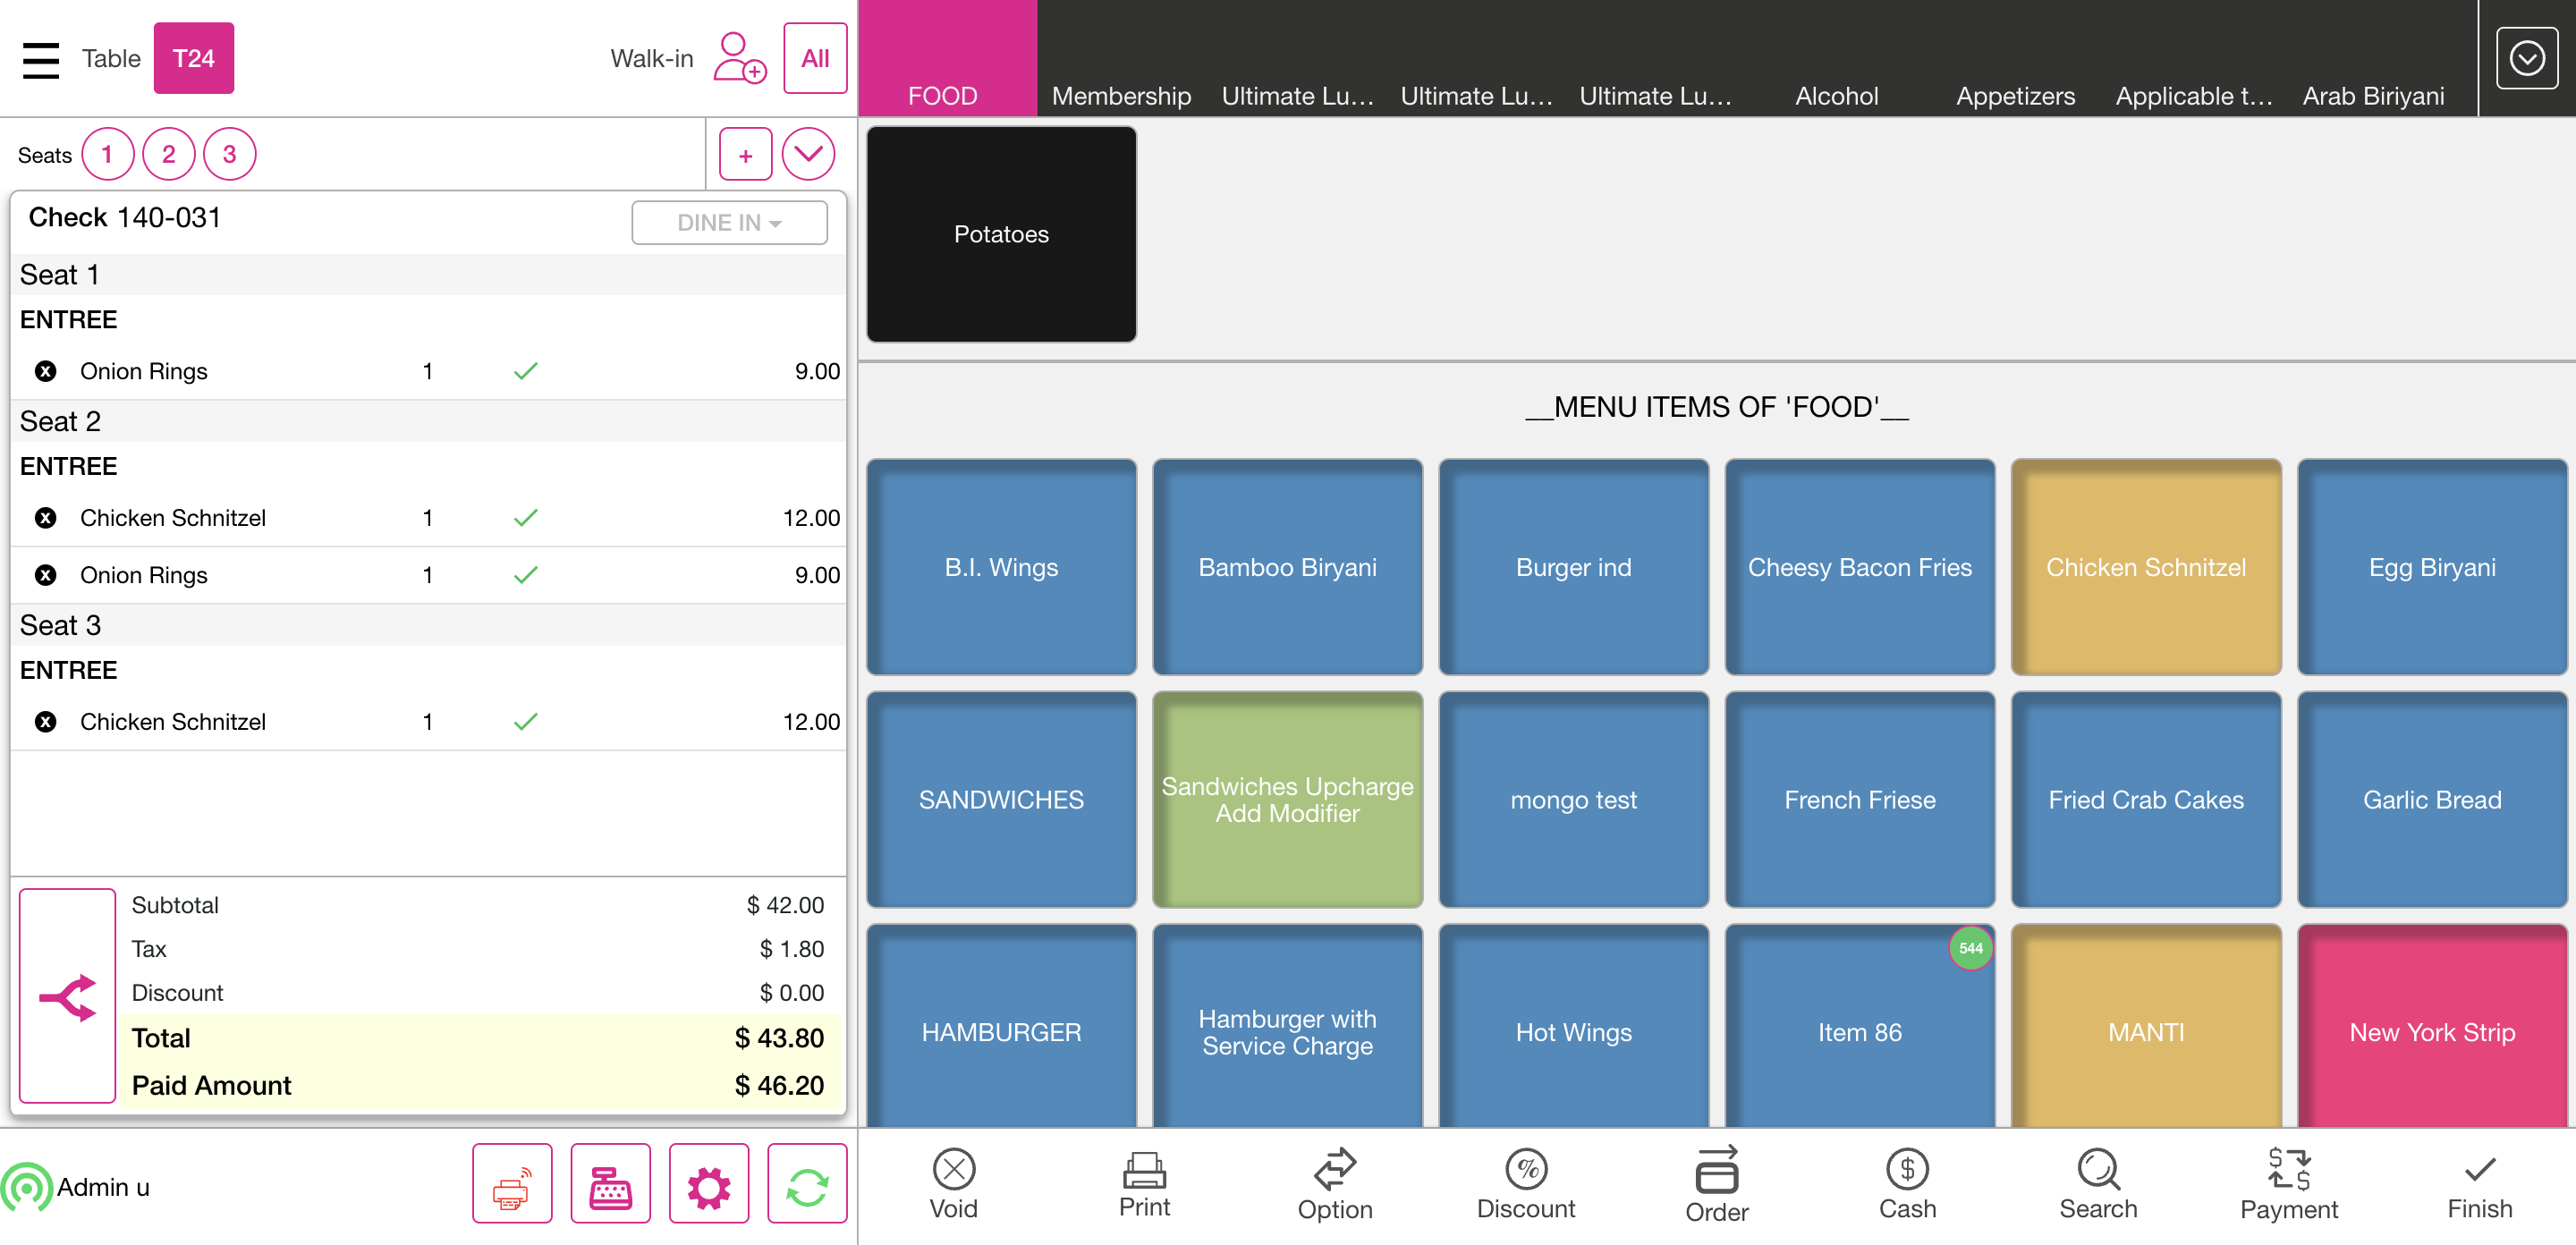 Table T24 Walk-in All
Seats 1 2 3 +
Check 140-031 DINE IN
Seat 1
ENTREE
Onion Rings 1 9.00
Seat 2
ENTREE
Chicken Schnitzel 1 12.00
Onion Rings 1 9.00
Seat 3
ENTREE
Chicken Schnitzel 1 12.00
Subtotal $ 42.00
Tax $ 1.80
Discount $ 0.00
Total $ 43.80
Paid Amount $ 46.20
Admin u
FOOD Membership Ultimate Lu... Ultimate Lu... Ultimate Lu... Alcohol Appetizers Applicable t... Arab Biriyani
Potatoes
__MENU ITEMS OF 'FOOD'__
B.I. Wings
Bamboo Biryani
Burger ind
Cheesy Bacon Fries
Chicken Schnitzel
Egg Biryani
SANDWICHES
Sandwiches Upcharge
Add Modifier
mongo test
French Friese
Fried Crab Cakes
Garlic Bread
HAMBURGER
Hamburger with
Service Charge
Hot Wings
544
Item 86
MANTI
New York Strip
Void Print Option Discount Order Cash Search Payment Finish